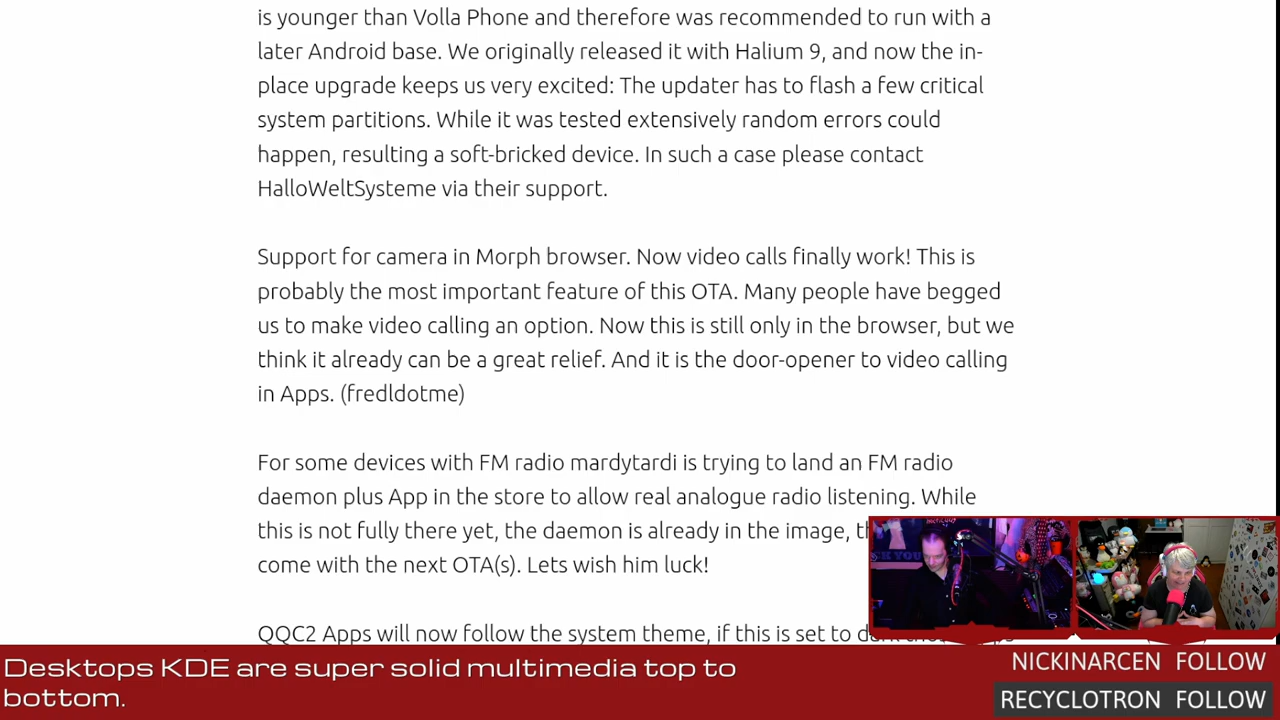 is younger than Volla Phone and therefore was recommended to run with a
later Android base. We originally released it with Halium 9, and now the in-
place upgrade keeps us very excited: The updater has to flash a few critical
system partitions. While it was tested extensively random errors could
happen, resulting a soft-bricked device. In such a case please contact
HalloWeltSysteme via their support.
Support for camera in Morph browser. Now video calls finally work! This is
probably the most important feature of this OTA. Many people have begged
us to make video calling an option. Now this is still only in the browser, but we
think it already can be a great relief. And it is the door-opener to video calling
in Apps. (fredldotme)
For some devices with FM radio mardytardi is trying to land an FM radio
daemon plus App in the store to allow real analogue radio listening. While
this is not fully there yet, the daemon is already in the image,
come with the next OTA(s). Lets wish him luck!
QQC2 Apps will now follow the system theme, if this is set to
Desktops KDE are super solid multimedia top to
bottom.
NICKINARCEN FOLLOW
RECYCLOTRON FOLLOW